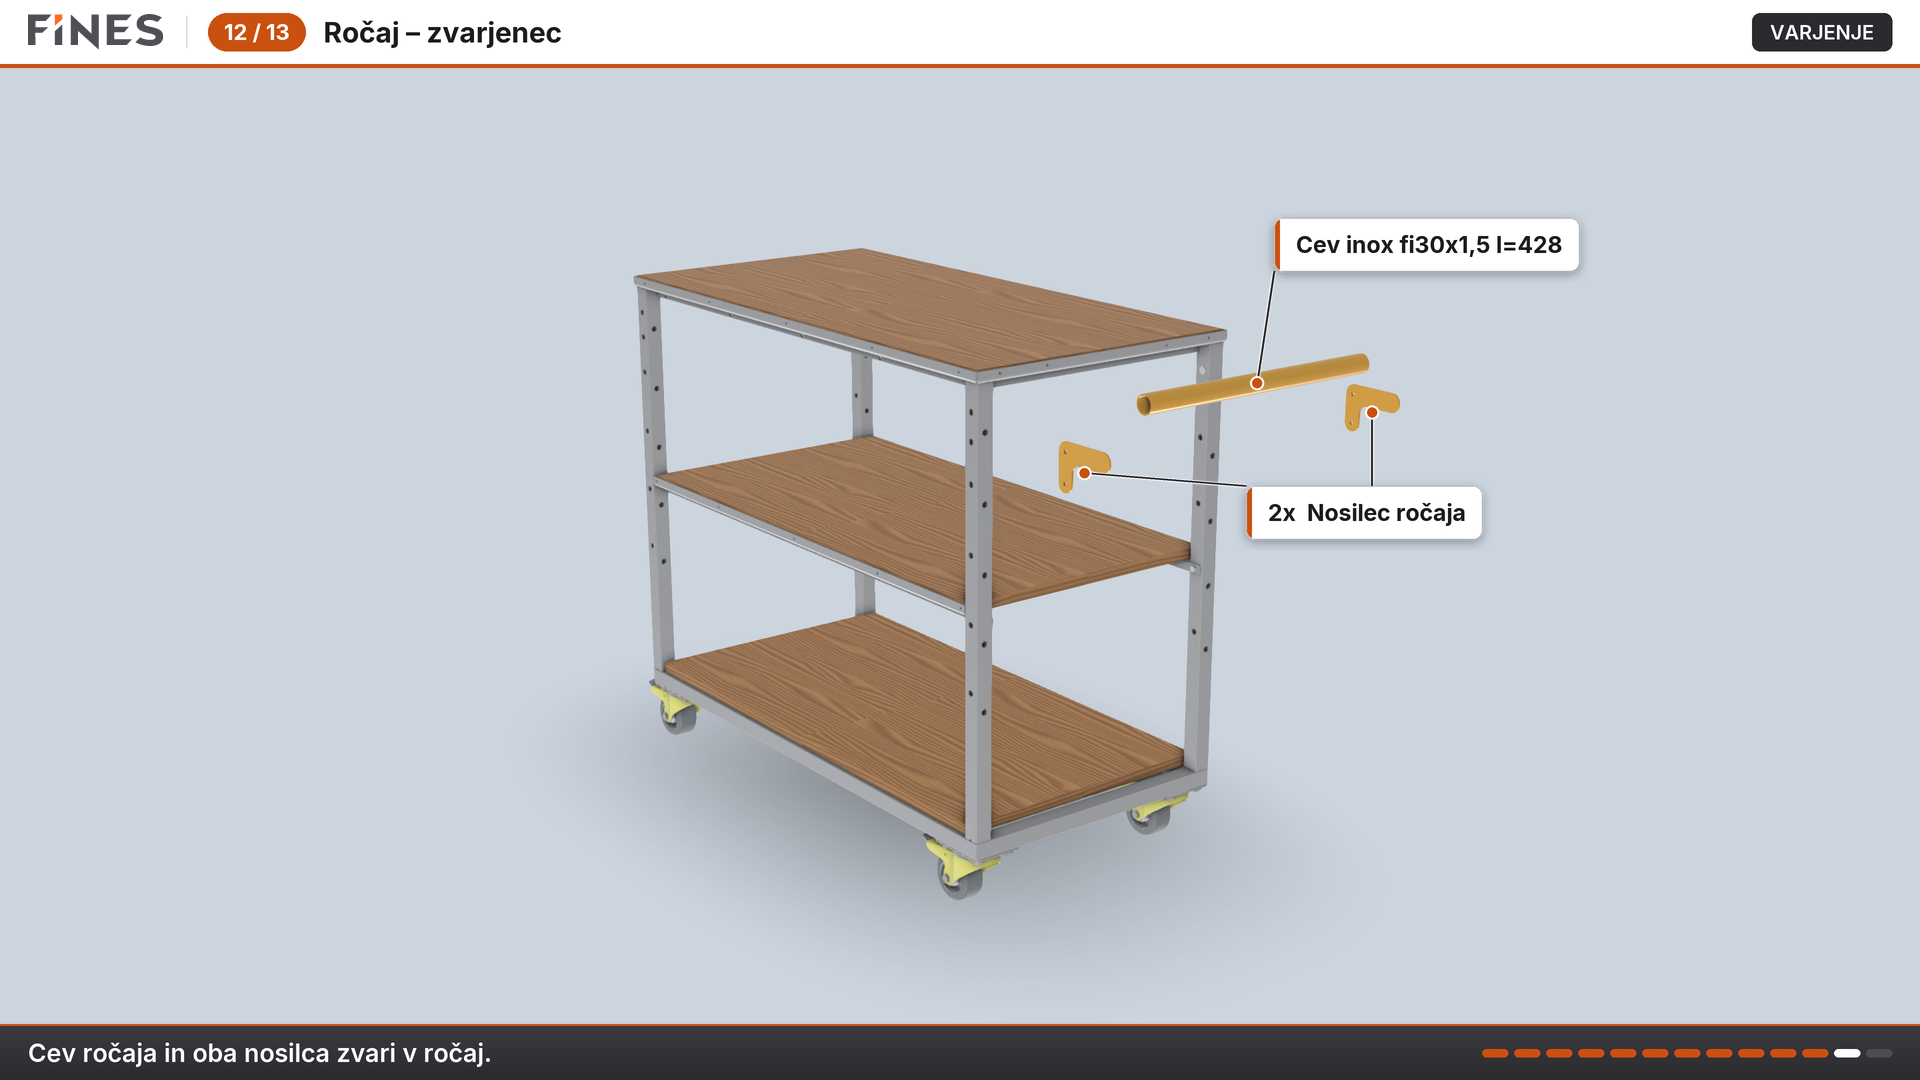 FINES
12 / 13
Ročaj – zvarjenec
VARJENJE
Cev inox fi30x1,5 l=428
2x Nosilec ročaja
Cev ročaja in oba nosilca zvari v ročaj.